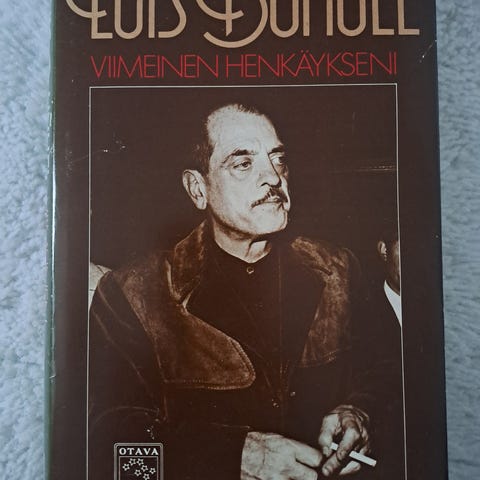 LUIS BUÑUEL
VIIMEINEN HENKÄYKSENI
OTAVA